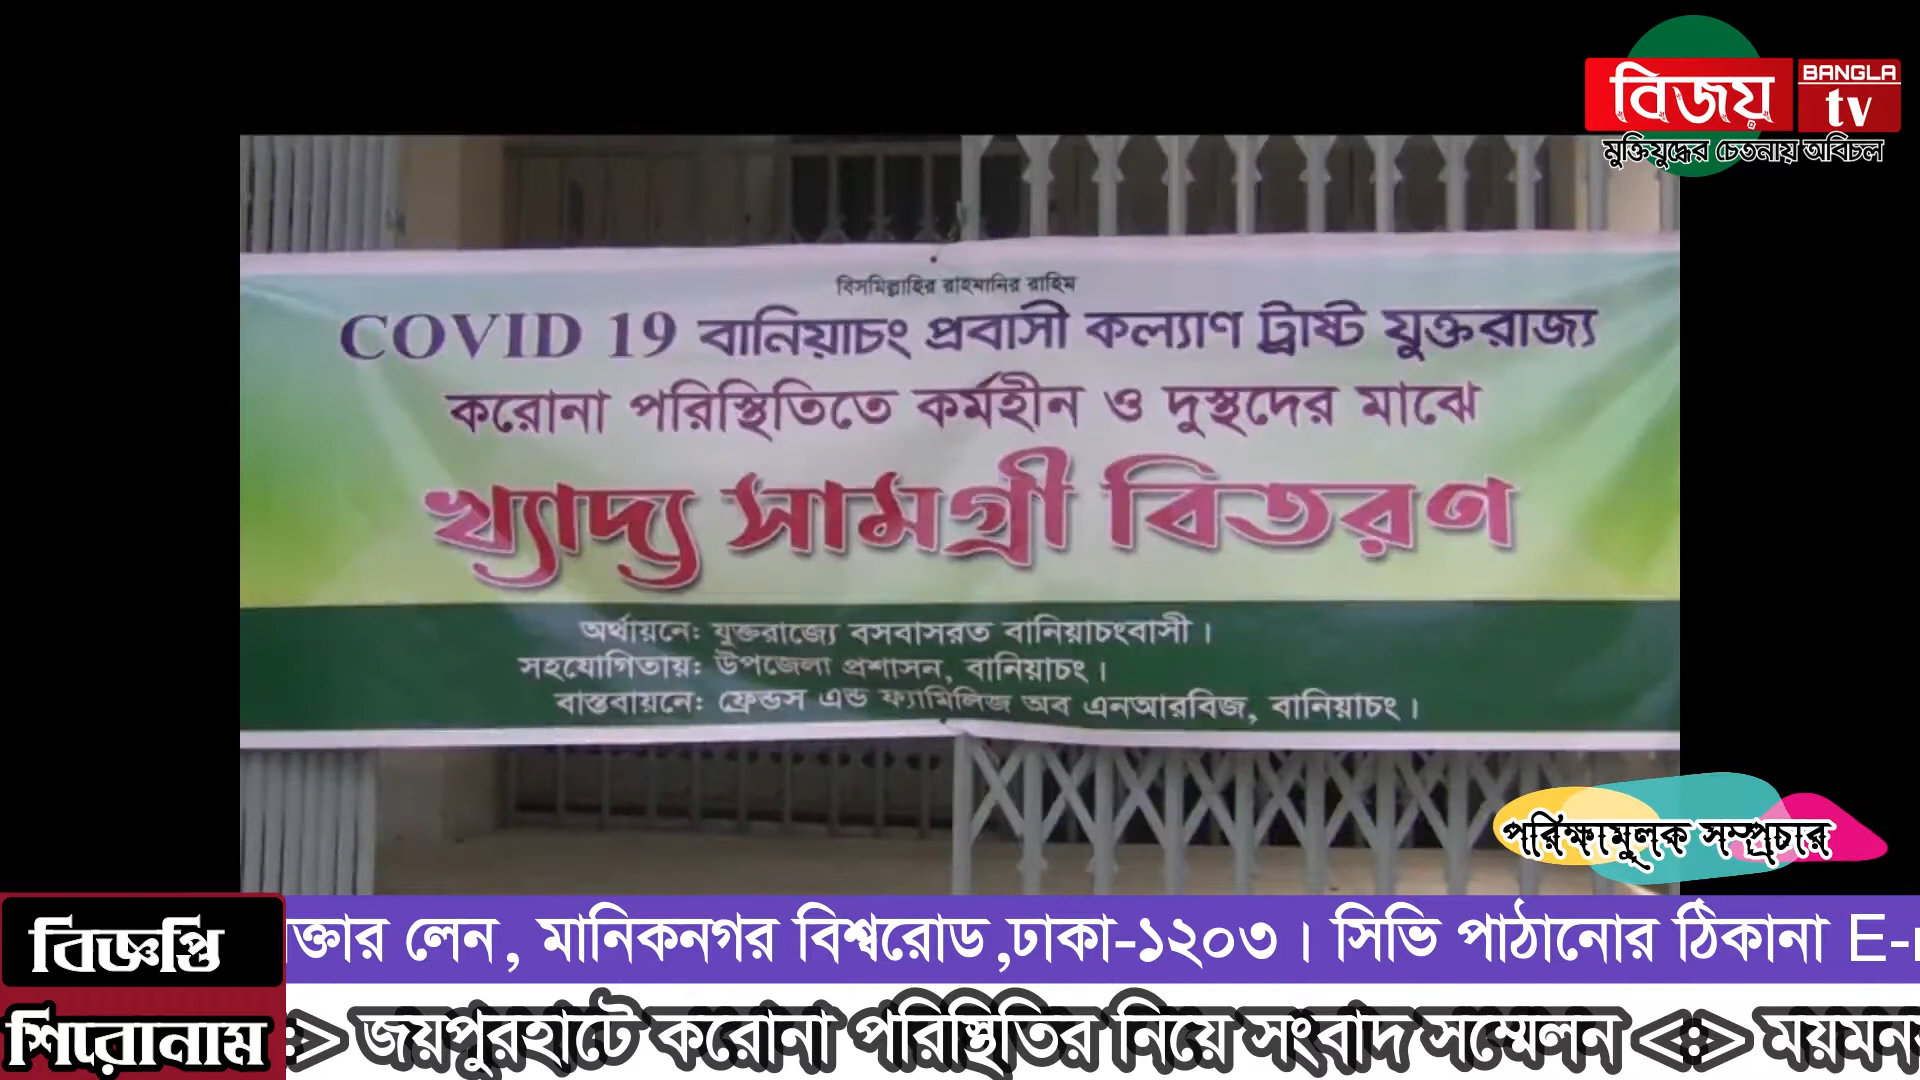 বিজয়
BANGLA
tv
মুক্তিযুদ্ধের চেতনায় অবিচল
বিসমিল্লাহির রাহমানির রাহিম
COVID 19 বানিয়াচং প্রবাসী কল্যাণ ট্রাষ্ট যুক্তরাজ্য
করোনা পরিস্থিতিতে কর্মহীন ও দুস্থদের মাঝে
খ্যাদ্য সামগ্রী বিতরণ
অর্থায়নে: যুক্তরাজ্যে বসবাসরত বানিয়াচংবাসী।
সহযোগিতায়: উপজেলা প্রশাসন, বানিয়াচং।
বাস্তবায়নে: ফ্রেন্ডস এন্ড ফ্যামিলিজ অব এনআরবিজ, বানিয়াচং।
পরিক্ষামুলক সম্প্রচার
বিজ্ঞপ্তি
ক্তার লেন, মানিকনগর বিশ্বরোড,ঢাকা-১২০৩। সিভি পাঠানোর ঠিকানা E-
শিরোনাম
জয়পুরহাটে করোনা পরিস্থিতির নিয়ে সংবাদ সম্মেলন <:> ময়মন